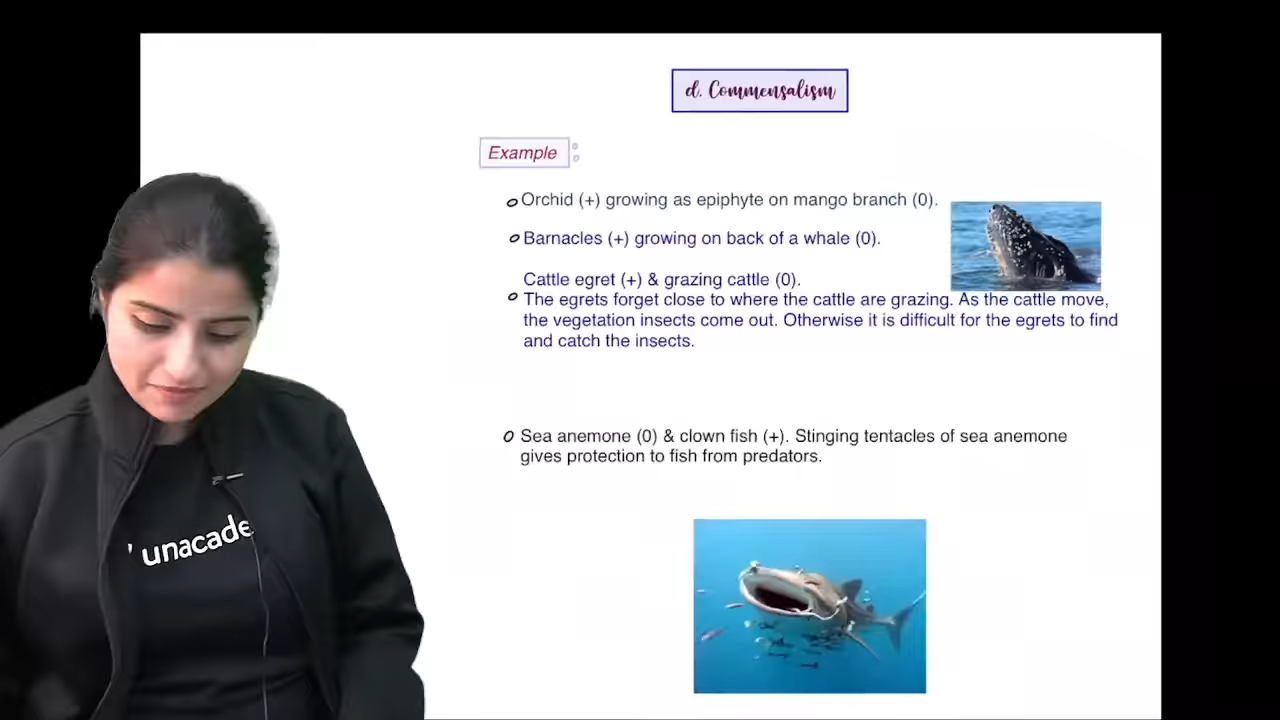 d. Commensalism
Example
Orchid (+) growing as epiphyte on mango branch (0).
Barnacles (+) growing on back of a whale (0).
Cattle egret (+) & grazing cattle (0).
The egrets forget close to where the cattle are grazing. As the cattle move,
the vegetation insects come out. Otherwise it is difficult for the egrets to find
and catch the insects.
Sea anemone (0) & clown fish (+). Stinging tentacles of sea anemone
gives protection to fish from predators.
unacade